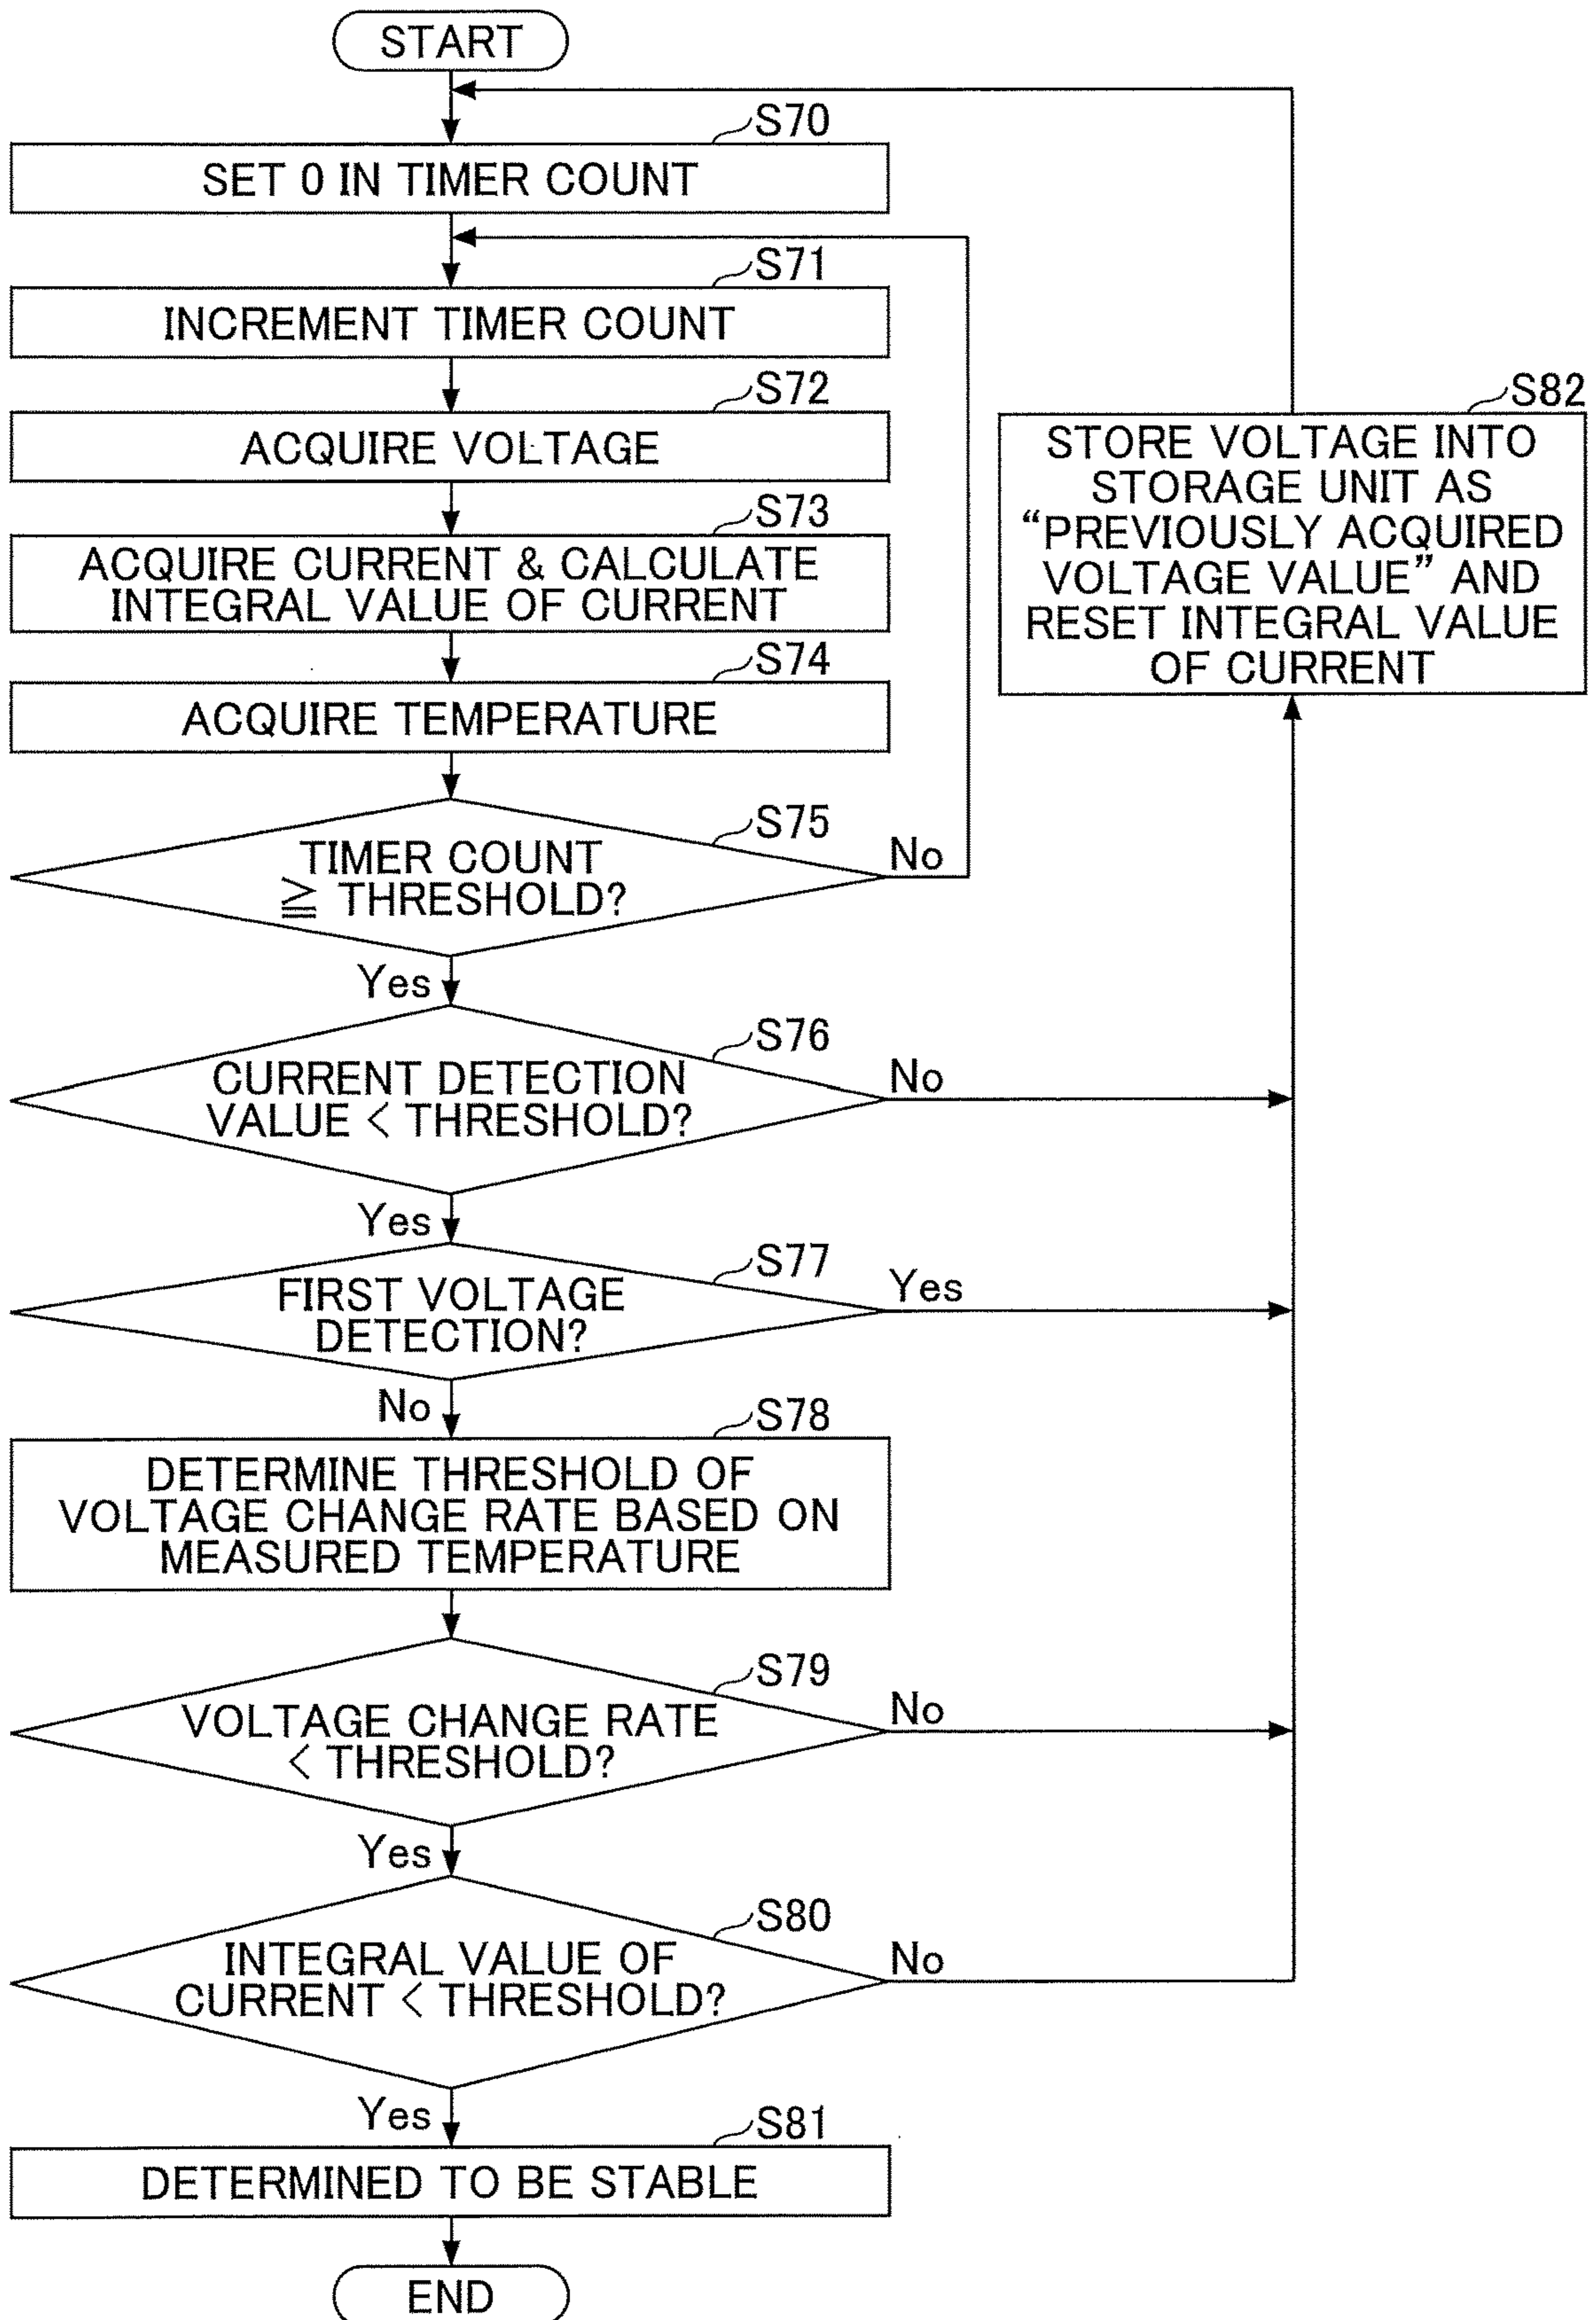 START
S70
SET 0 IN TIMER COUNT
S71
INCREMENT TIMER COUNT
S72
ACQUIRE VOLTAGE
S73
ACQUIRE CURRENT & CALCULATE
INTEGRAL VALUE OF CURRENT
S74
ACQUIRE TEMPERATURE
S75
TIMER COUNT
≧ THRESHOLD?
No
Yes
S76
CURRENT DETECTION
VALUE < THRESHOLD?
No
Yes
S77
FIRST VOLTAGE
DETECTION?
Yes
No
S78
DETERMINE THRESHOLD OF
VOLTAGE CHANGE RATE BASED ON
MEASURED TEMPERATURE
S79
VOLTAGE CHANGE RATE
< THRESHOLD?
No
Yes
S80
INTEGRAL VALUE OF
CURRENT < THRESHOLD?
No
Yes
S81
DETERMINED TO BE STABLE
END
S82
STORE VOLTAGE INTO
STORAGE UNIT AS
“PREVIOUSLY ACQUIRED
VOLTAGE VALUE” AND
RESET INTEGRAL VALUE
OF CURRENT